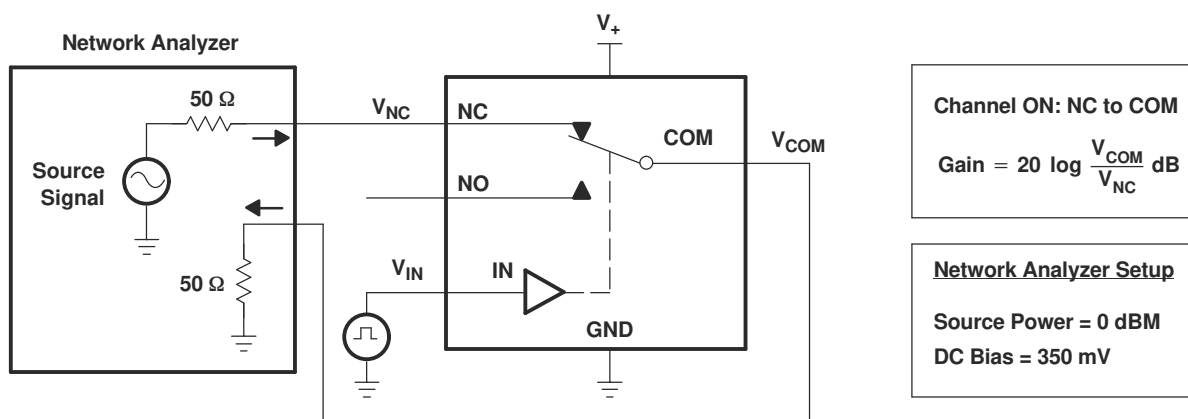 Network Analyzer
50 Ω
Source
Signal
50 Ω
V+
VNC
NC
COM
VCOM
NO
VIN
IN
GND
Channel ON: NC to COM
Gain = 20 log VCOM/VNC dB
Network Analyzer Setup
Source Power = 0 dBM
DC Bias = 350 mV